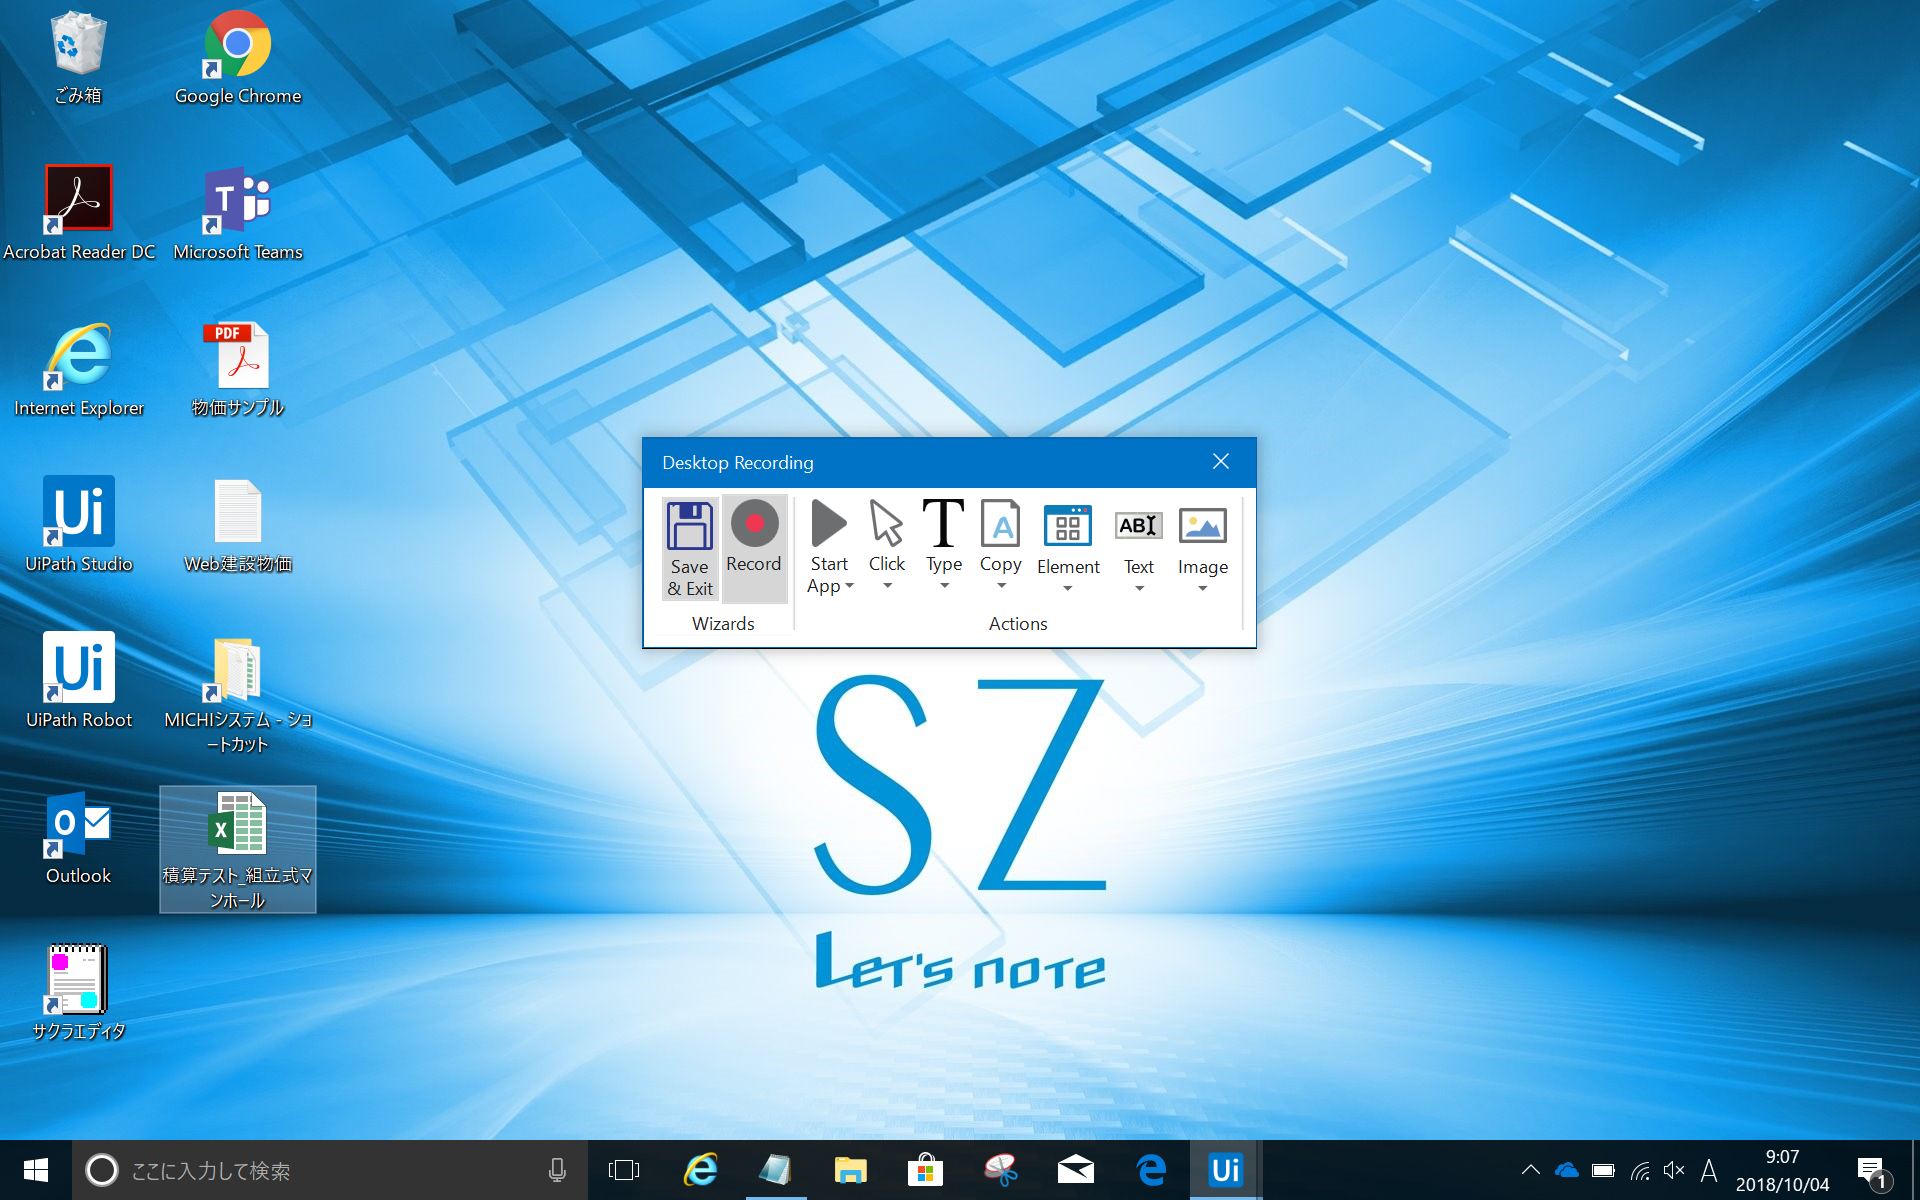 ごみ箱
Google Chrome
Acrobat Reader DC
T
Microsoft Teams
Internet Explorer
PDF
物価サンプル
Ui
UiPath Studio
Web建設物価
Ui
UiPath Robot
MICHIシステム - ショ
ートカット
O
Outlook
X
積算テスト_組立式マ
ンホール
サクラエディタ
Desktop Recording
Save
& Exit
Record
Wizards
Start
App
Click
T
Type
A
Copy
Element
ABI
Text
Image
Actions
SZ
Let's note
ここに入力して検索
Ui
A
9:07
2018/10/04
1